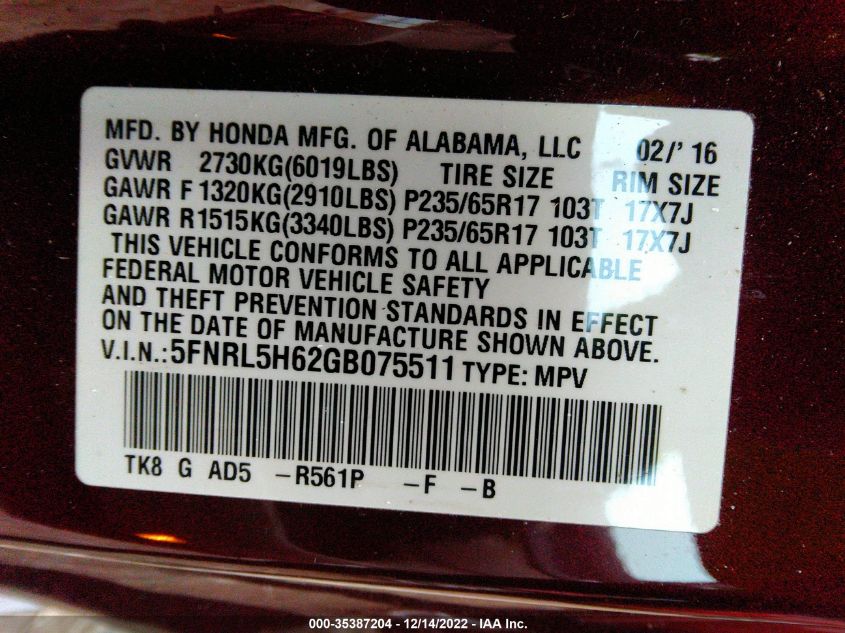 MFD. BY HONDA MFG. OF ALABAMA, LLC 02/' 16
GVWR 2730KG(6019LBS) TIRE SIZE RIM SIZE
GAWR F 1320KG(2910LBS) P235/65R17 103T 17X7J
GAWR R1515KG(3340LBS) P235/65R17 103T 17X7J
THIS VEHICLE CONFORMS TO ALL APPLICABLE
FEDERAL MOTOR VEHICLE SAFETY
AND THEFT PREVENTION STANDARDS IN EFFECT
ON THE DATE OF MANUFACTURE SHOWN ABOVE.
V.I.N.:5FNRL5H62GB075511 TYPE: MPV
TK8 G AD5 -R561P -F -B
000-35387204 - 12/14/2022 - IAA Inc.